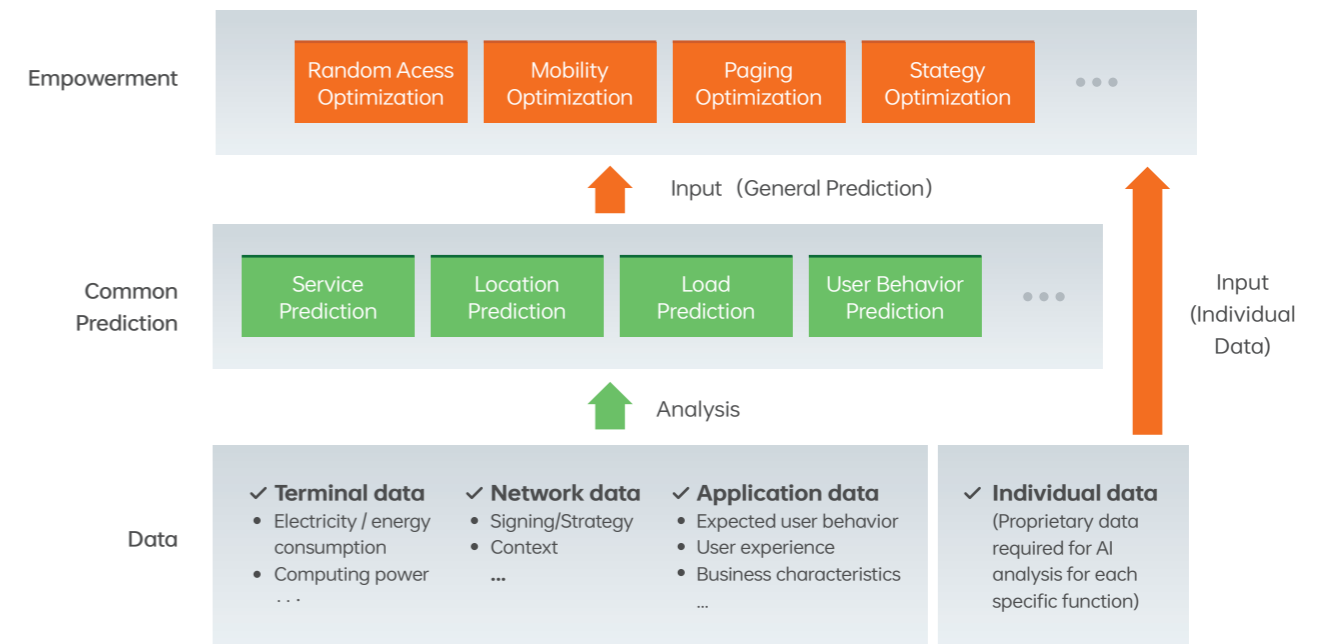 Empowerment
Random Acess
Optimization
Mobility
Optimization
Paging
Optimization
Stategy
Optimization
Input（General Prediction）
Common
Prediction
Service
Prediction
Location
Prediction
Load
Prediction
User Behavior
Prediction
Input
(Individual
Data)
Analysis
Data
✓ Terminal data
• Electricity / energy
consumption
• Computing power
. . .
✓ Network data
• Signing/Strategy
• Context
...
✓ Application data
• Expected user behavior
• User experience
• Business characteristics
...
✓ Individual data
(Proprietary data
required for AI
analysis for each
specific function)